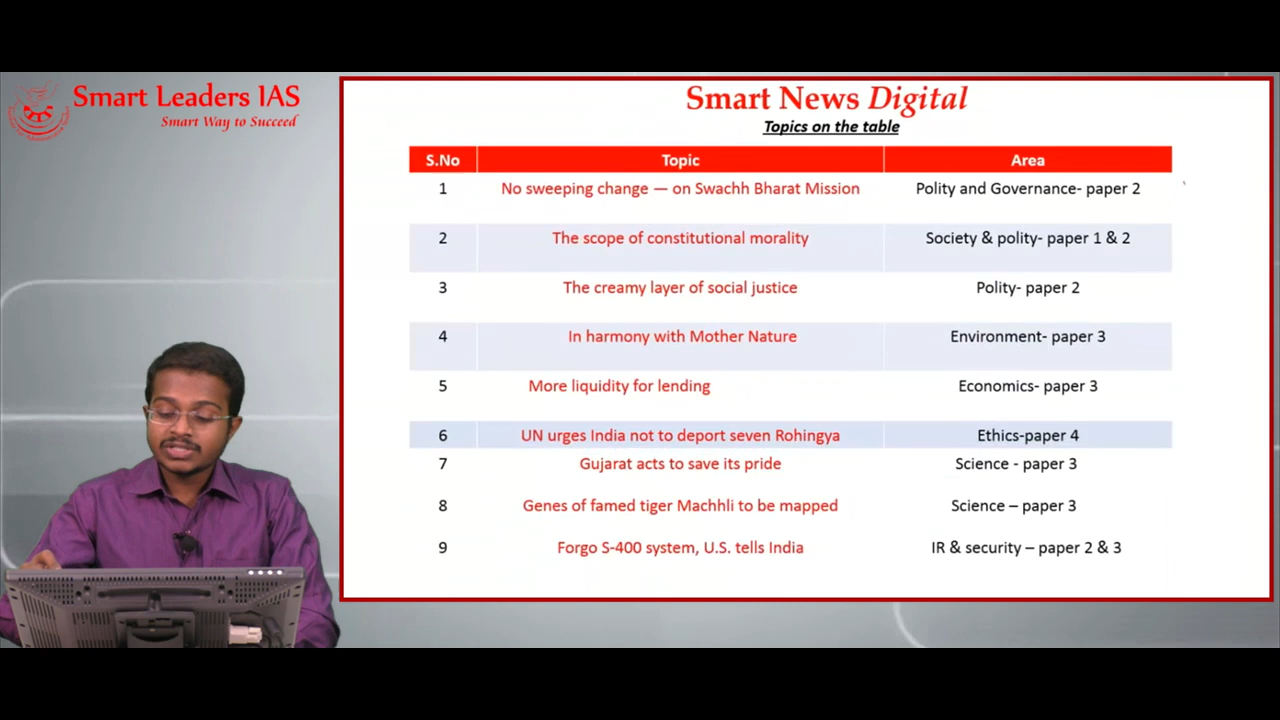 Smart Leaders IAS
Smart Way to Succeed
Smart News Digital
Topics on the table
S.No Topic Area
1 No sweeping change — on Swachh Bharat Mission Polity and Governance- paper 2
2 The scope of constitutional morality Society & polity- paper 1 & 2
3 The creamy layer of social justice Polity- paper 2
4 In harmony with Mother Nature Environment- paper 3
5 More liquidity for lending Economics- paper 3
6 UN urges India not to deport seven Rohingya Ethics-paper 4
7 Gujarat acts to save its pride Science - paper 3
8 Genes of famed tiger Machhli to be mapped Science – paper 3
9 Forgo S-400 system, U.S. tells India IR & security – paper 2 & 3